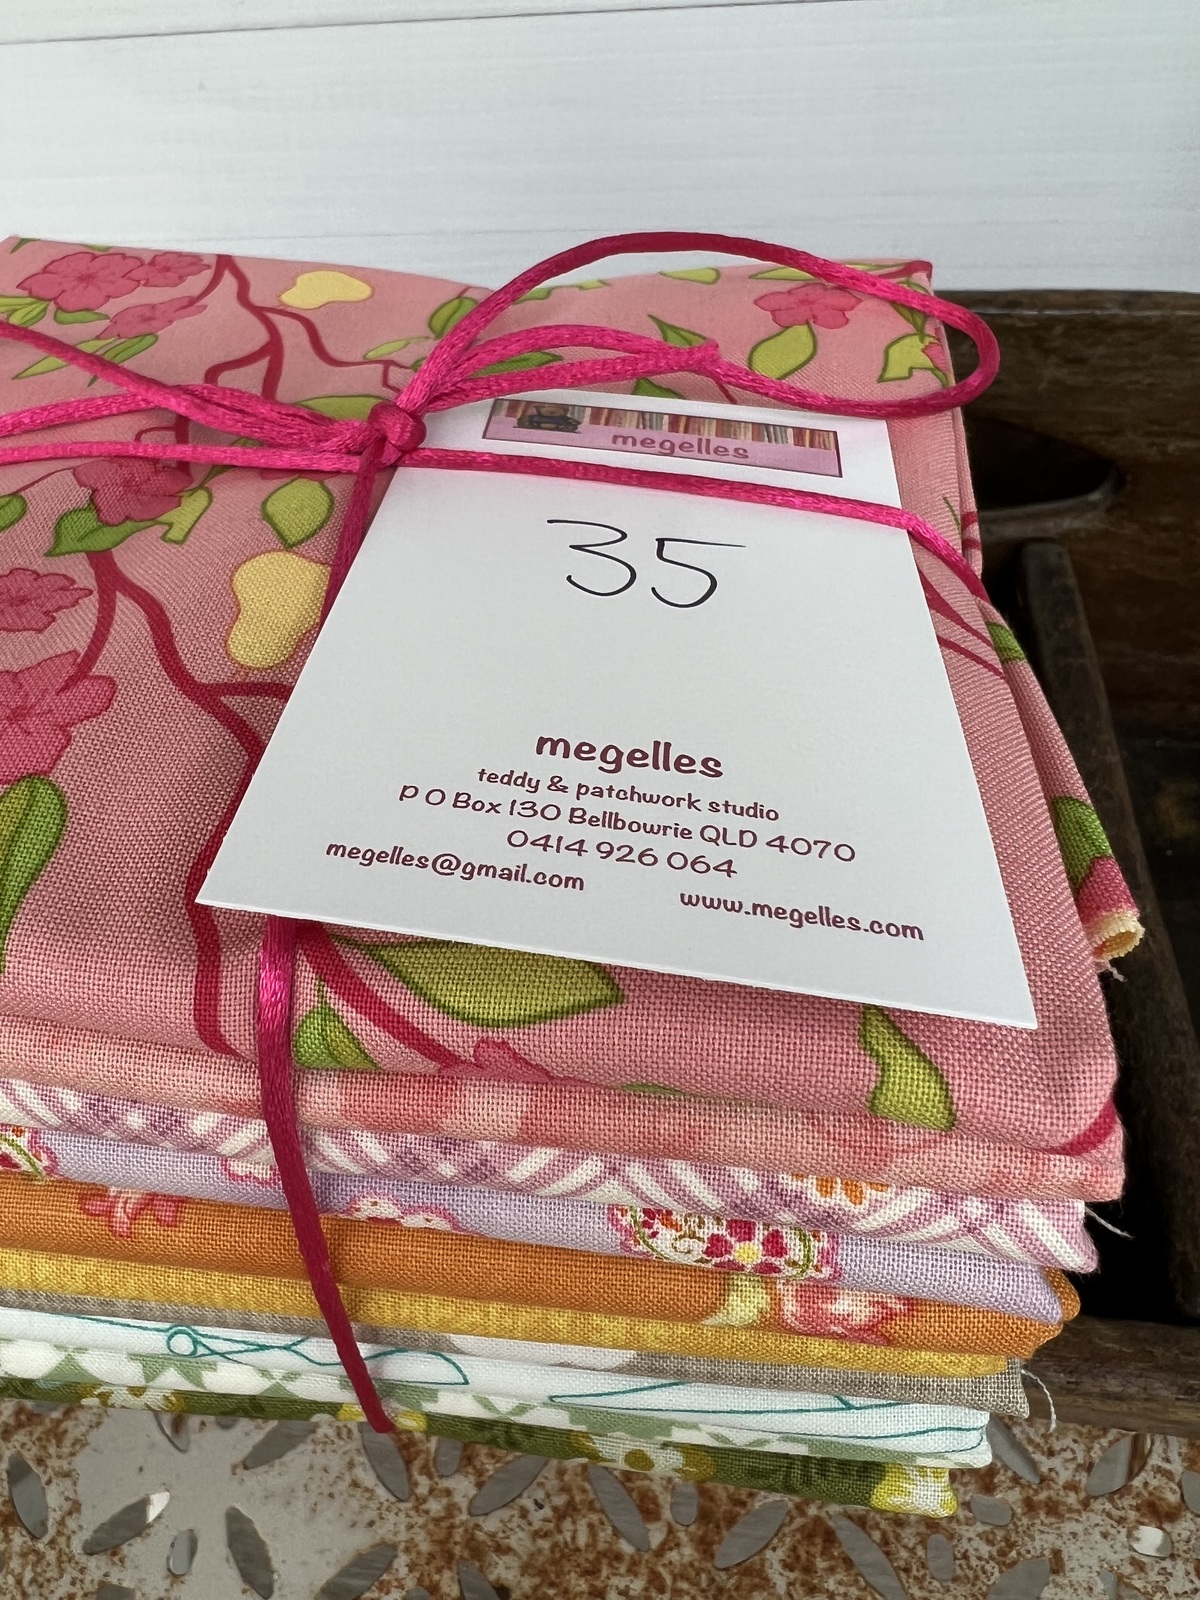 megelles
35
megelles
teddy & patchwork studio
P O Box 130 Bellbowrie QLD 4070
0414 926 064
megelles@gmail.com
www.megelles.com